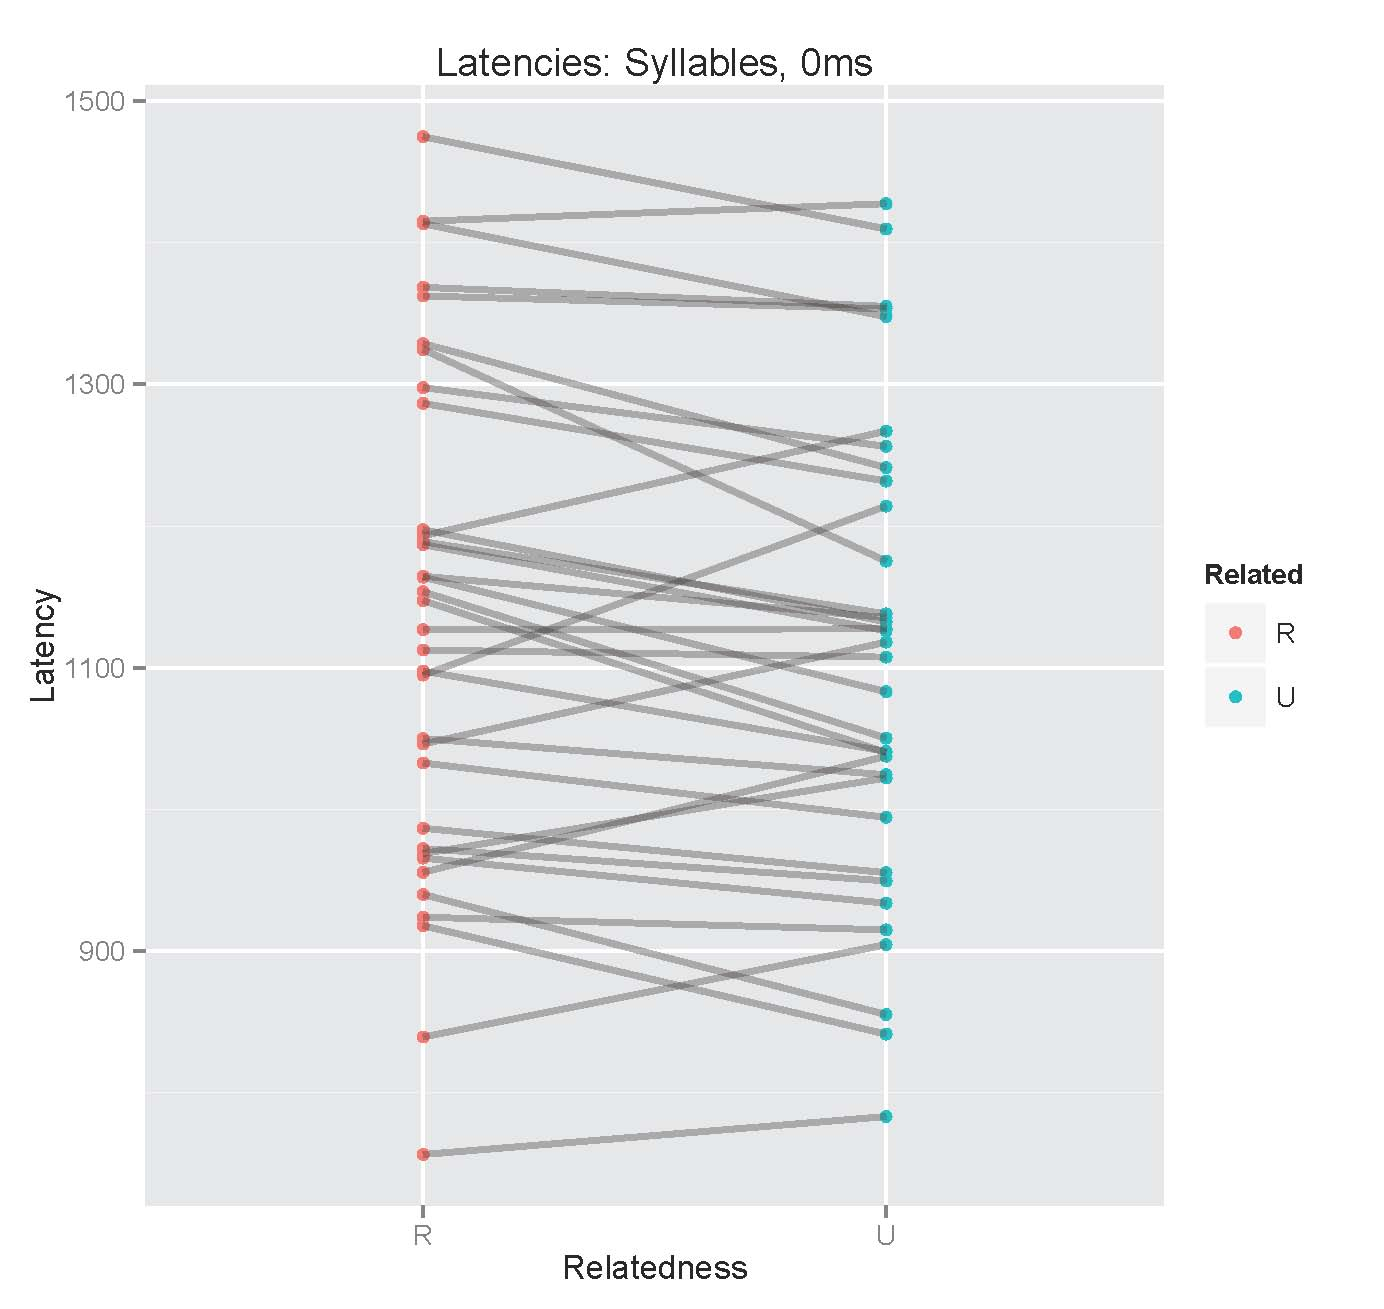 Latencies: Syllables, 0ms
1500
1300
1100
900
Latency
R
U
Relatedness
Related
R
U